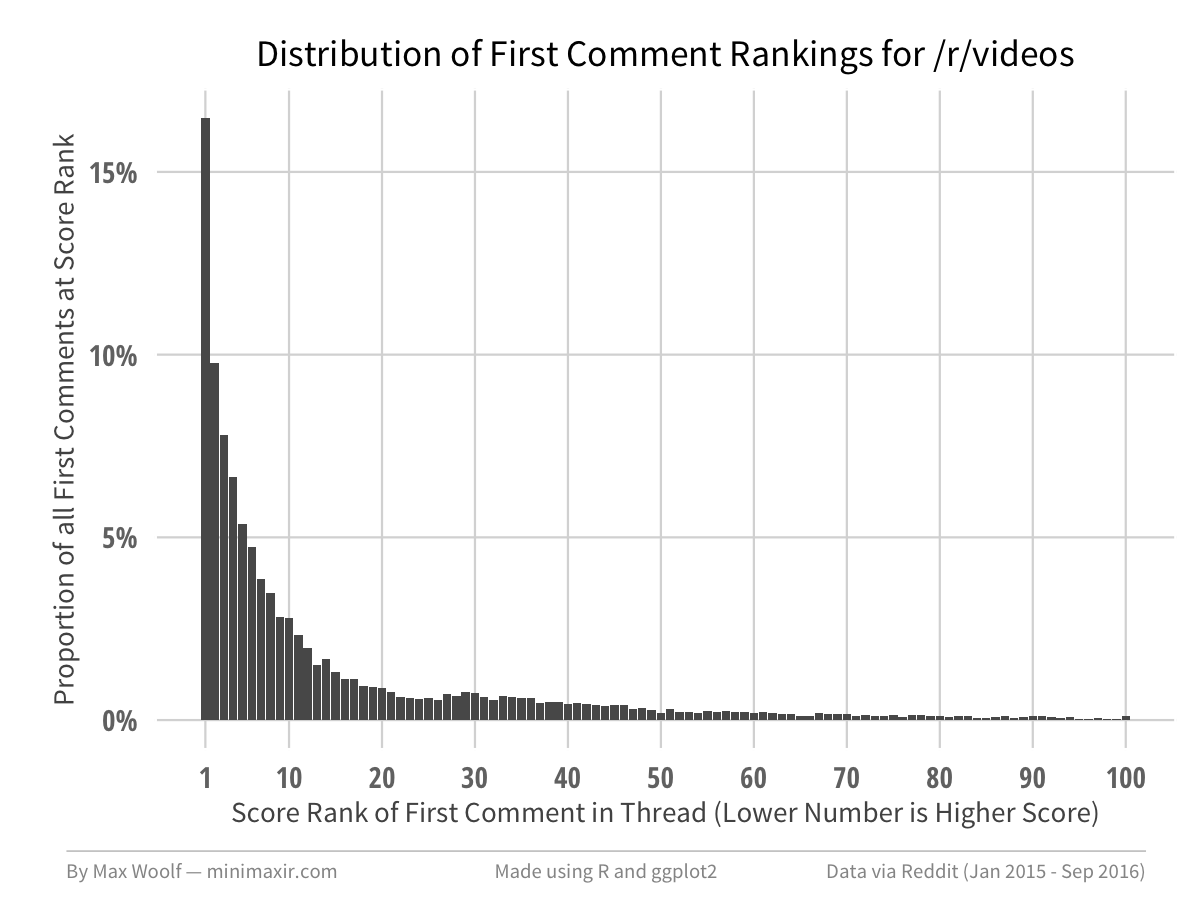 Distribution of First Comment Rankings for /r/videos
Proportion of all First Comments at Score Rank
15%
10%
5%
0%
1 10 20 30 40 50 60 70 80 90 100
Score Rank of First Comment in Thread (Lower Number is Higher Score)
By Max Woolf — minimaxir.com Made using R and ggplot2 Data via Reddit (Jan 2015 - Sep 2016)